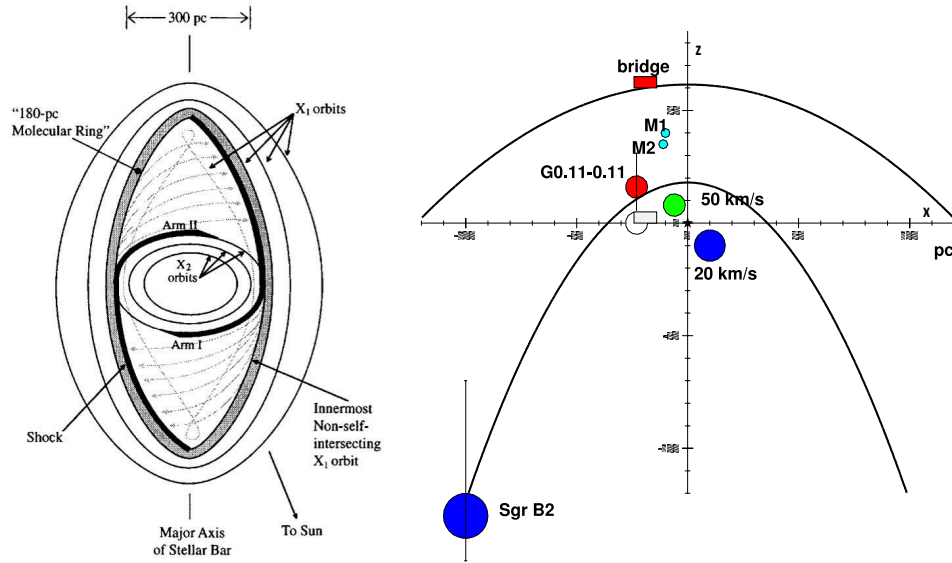 300 pc
"180-pc
Molecular Ring"
X1 orbits
Arm II
X2
orbits
Arm I
Shock
Innermost
Non-self-
intersecting
X1 orbit
Major Axis
of Stellar Bar
To Sun
z
bridge
M1
M2
G0.11-0.11
50 km/s
x
pc
20 km/s
Sgr B2